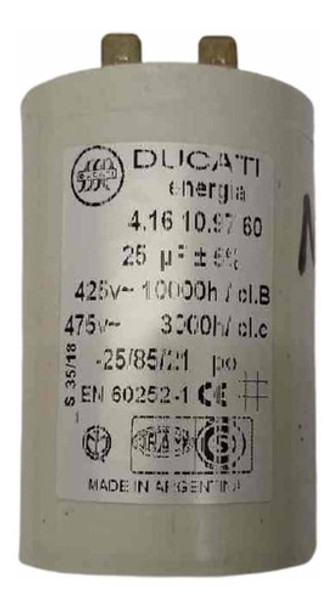 DUCATI
energia
4.16 10.97 60
25 µF ± 5%
425v~ 10000h / cl.B
475v~ 3000h/ cl.c
-25/85/21 po
S 35/18
EN 60252-1 CE
MADE IN ARGENTINA